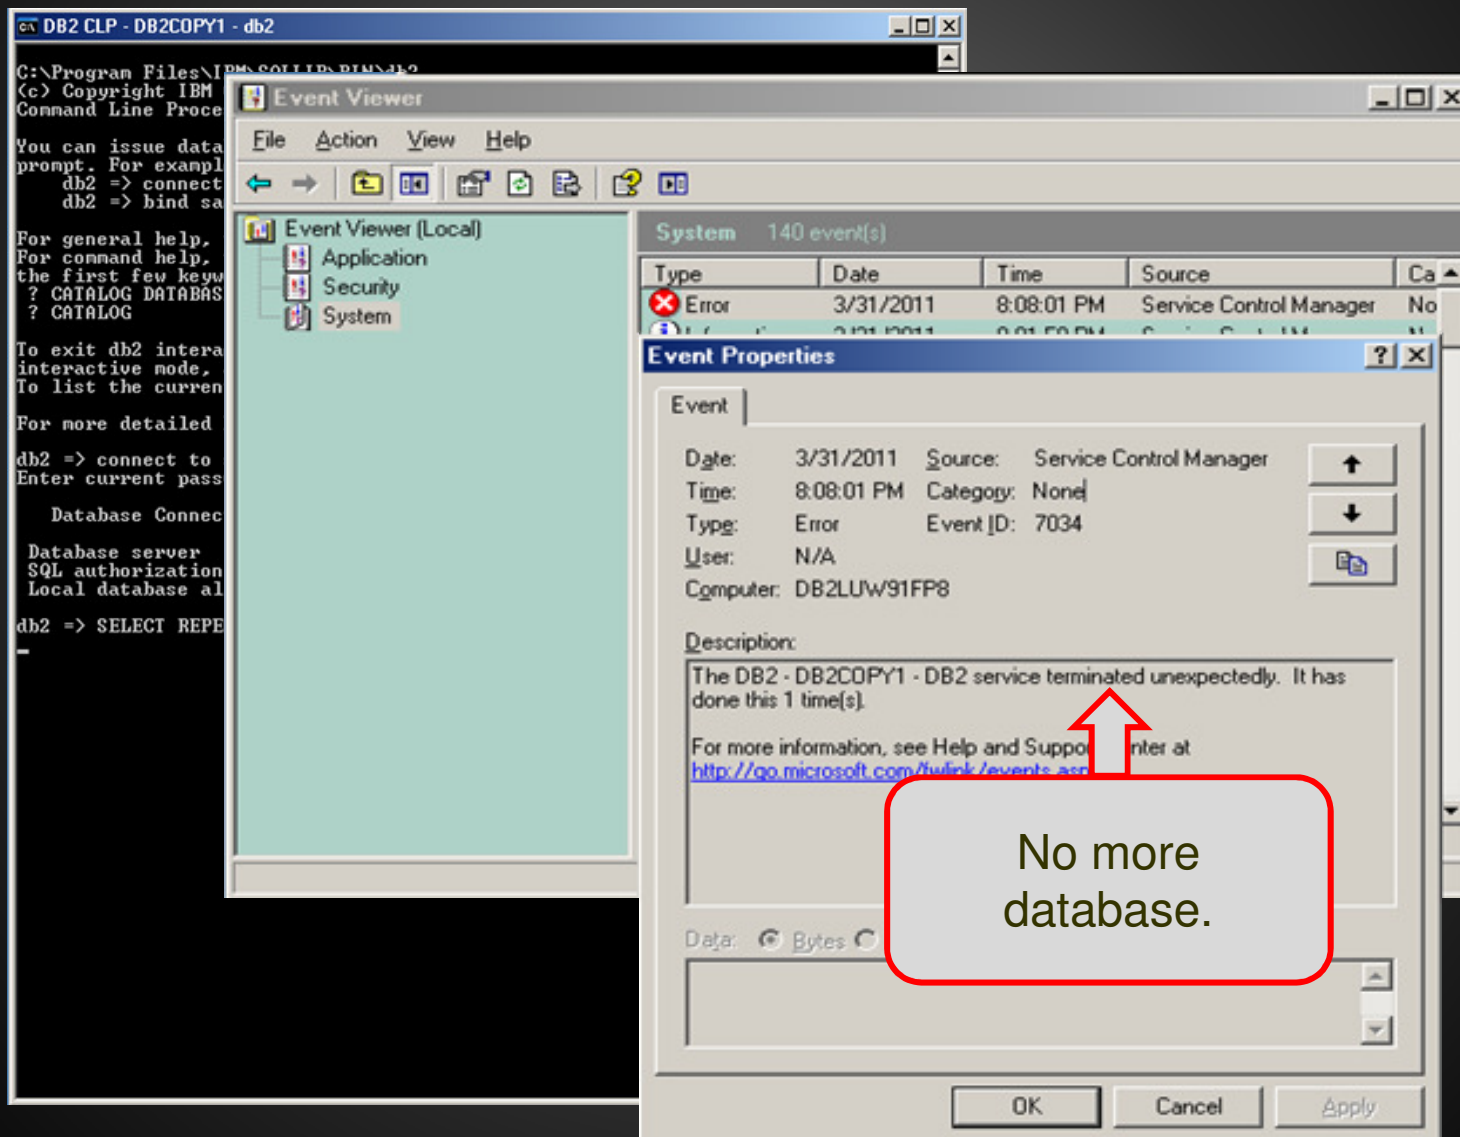 DB2 CLP - DB2COPY1 - db2
C:\Program Files\IBM\SQLLIB\BIN\db2
(c) Copyright IBM
Command Line Proce
You can issue data
prompt. For exampl
db2 => connect
db2 => bind sa
For general help,
For command help,
the first few keyw
? CATALOG DATABAS
? CATALOG
To exit db2 intera
interactive mode,
To list the curren
For more detailed
db2 => connect to
Enter current pass
Database Connec
Database server
SQL authorization
Local database al
db2 => SELECT REPE
Event Viewer
File Action View Help
Event Viewer (Local)
Application
Security
System
System 140 event(s)
Type Date Time Source Ca
Error 3/31/2011 8:08:01 PM Service Control Manager No
Event Properties
Event
Date: 3/31/2011 Source: Service Control Manager
Time: 8:08:01 PM Category: None
Type: Error Event ID: 7034
User: N/A
Computer: DB2LUW91FP8
Description:
The DB2 - DB2COPY1 - DB2 service terminated unexpectedly. It has
done this 1 time(s).
For more information, see Help and Suppo nter at
http://go.microsoft.com/fwlink/events.asp
No more
database.
Data: Bytes
OK Cancel Apply